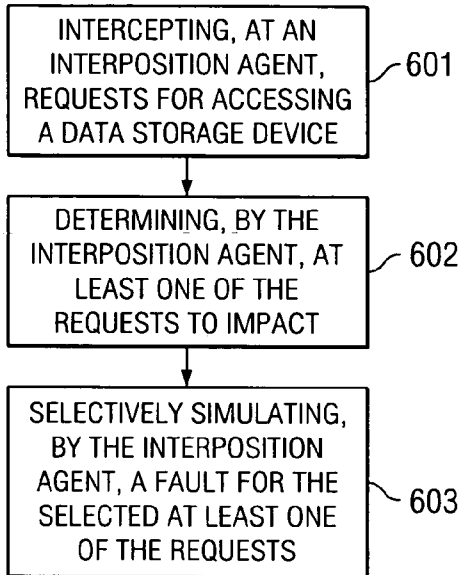 INTERCEPTING, AT AN
INTERPOSITION AGENT,
REQUESTS FOR ACCESSING
A DATA STORAGE DEVICE
601
DETERMINING, BY THE
INTERPOSITION AGENT, AT
LEAST ONE OF THE
REQUESTS TO IMPACT
602
SELECTIVELY SIMULATING,
BY THE INTERPOSITION
AGENT, A FAULT FOR THE
SELECTED AT LEAST ONE
OF THE REQUESTS
603